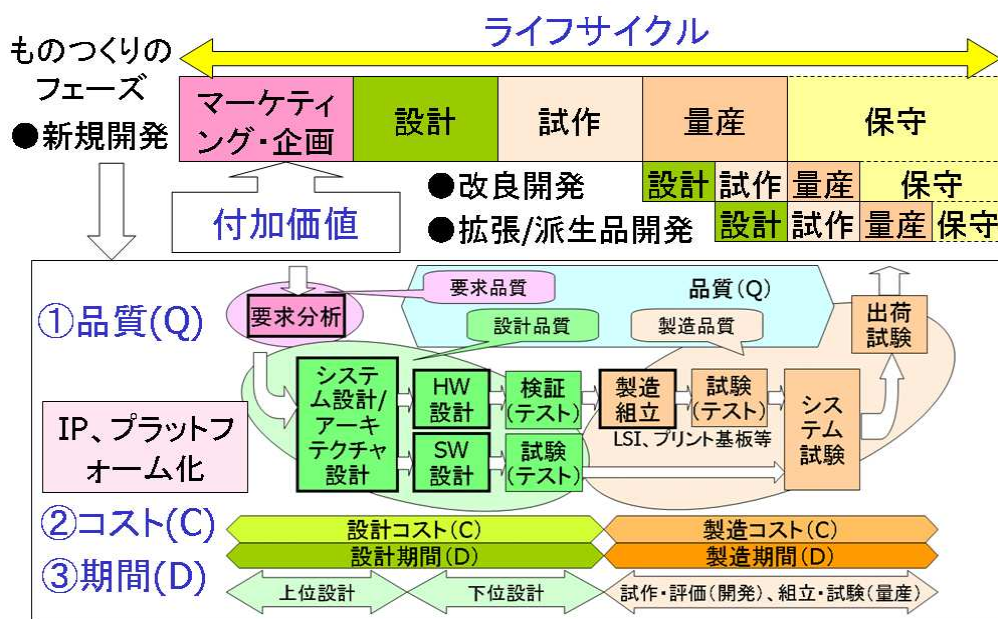 ライフサイクル
ものつくりの
フェーズ
●新規開発
マーケティ
ング・企画
設計
試作
量産
保守
●改良開発
設計
試作
量産
保守
●拡張/派生品開発
設計
試作
量産
保守
付加価値
①品質(Q)
要求分析
要求品質
品質(Q)
設計品質
製造品質
出荷
試験
システ
ム設計/
アーキ
テクチャ
設計
HW
設計
検証
(テスト)
製造
組立
試験
(テスト)
LSI、プリント基板等
SW
設計
試験
(テスト)
シス
テム
試験
IP、プラットフ
ォーム化
②コスト(C)
設計コスト(C)
製造コスト(C)
③期間(D)
設計期間(D)
製造期間(D)
上位設計
下位設計
試作・評価(開発)、組立・試験(量産)